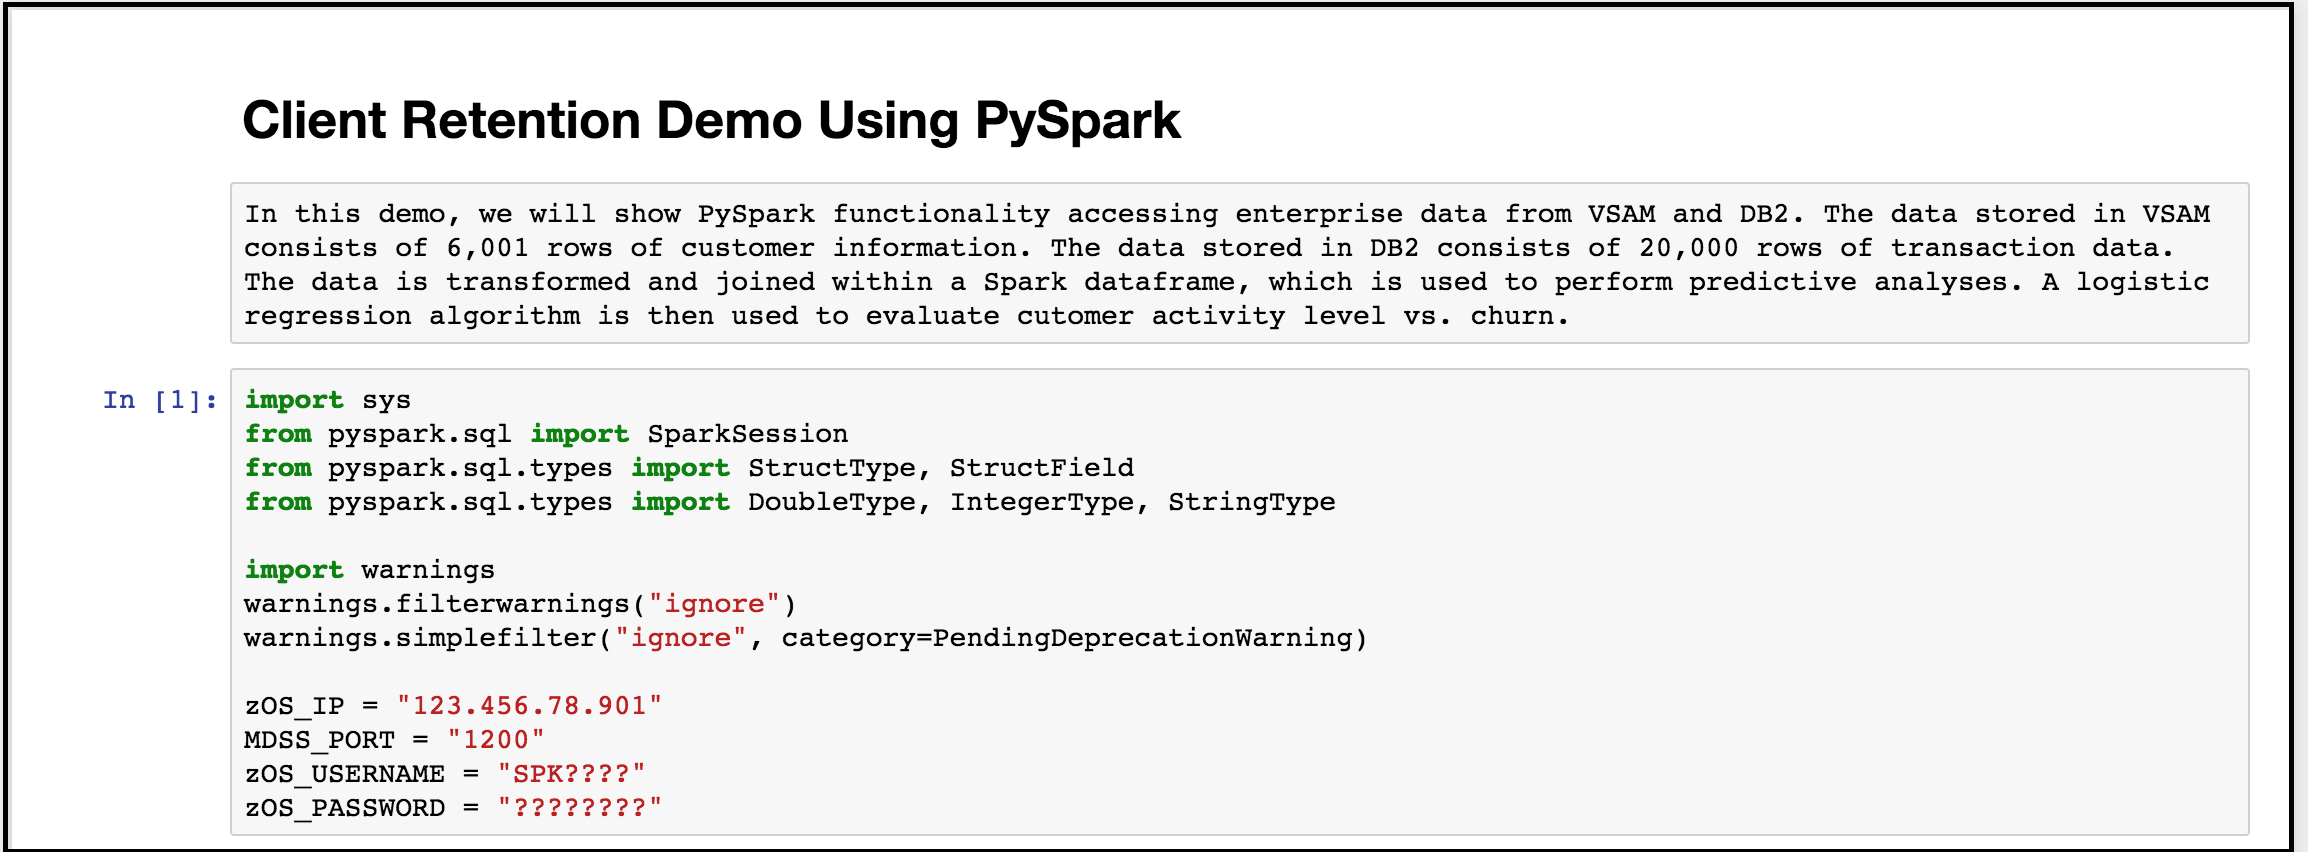 Client Retention Demo Using PySpark
In this demo, we will show PySpark functionality accessing enterprise data from VSAM and DB2. The data stored in VSAM
consists of 6,001 rows of customer information. The data stored in DB2 consists of 20,000 rows of transaction data.
The data is transformed and joined within a Spark dataframe, which is used to perform predictive analyses. A logistic
regression algorithm is then used to evaluate cutomer activity level vs. churn.
In [1]:
import sys
from pyspark.sql import SparkSession
from pyspark.sql.types import StructType, StructField
from pyspark.sql.types import DoubleType, IntegerType, StringType
import warnings
warnings.filterwarnings("ignore")
warnings.simplefilter("ignore", category=PendingDeprecationWarning)
zOS_IP = "123.456.78.901"
MDSS_PORT = "1200"
zOS_USERNAME = "SPK????"
zOS_PASSWORD = "????????"